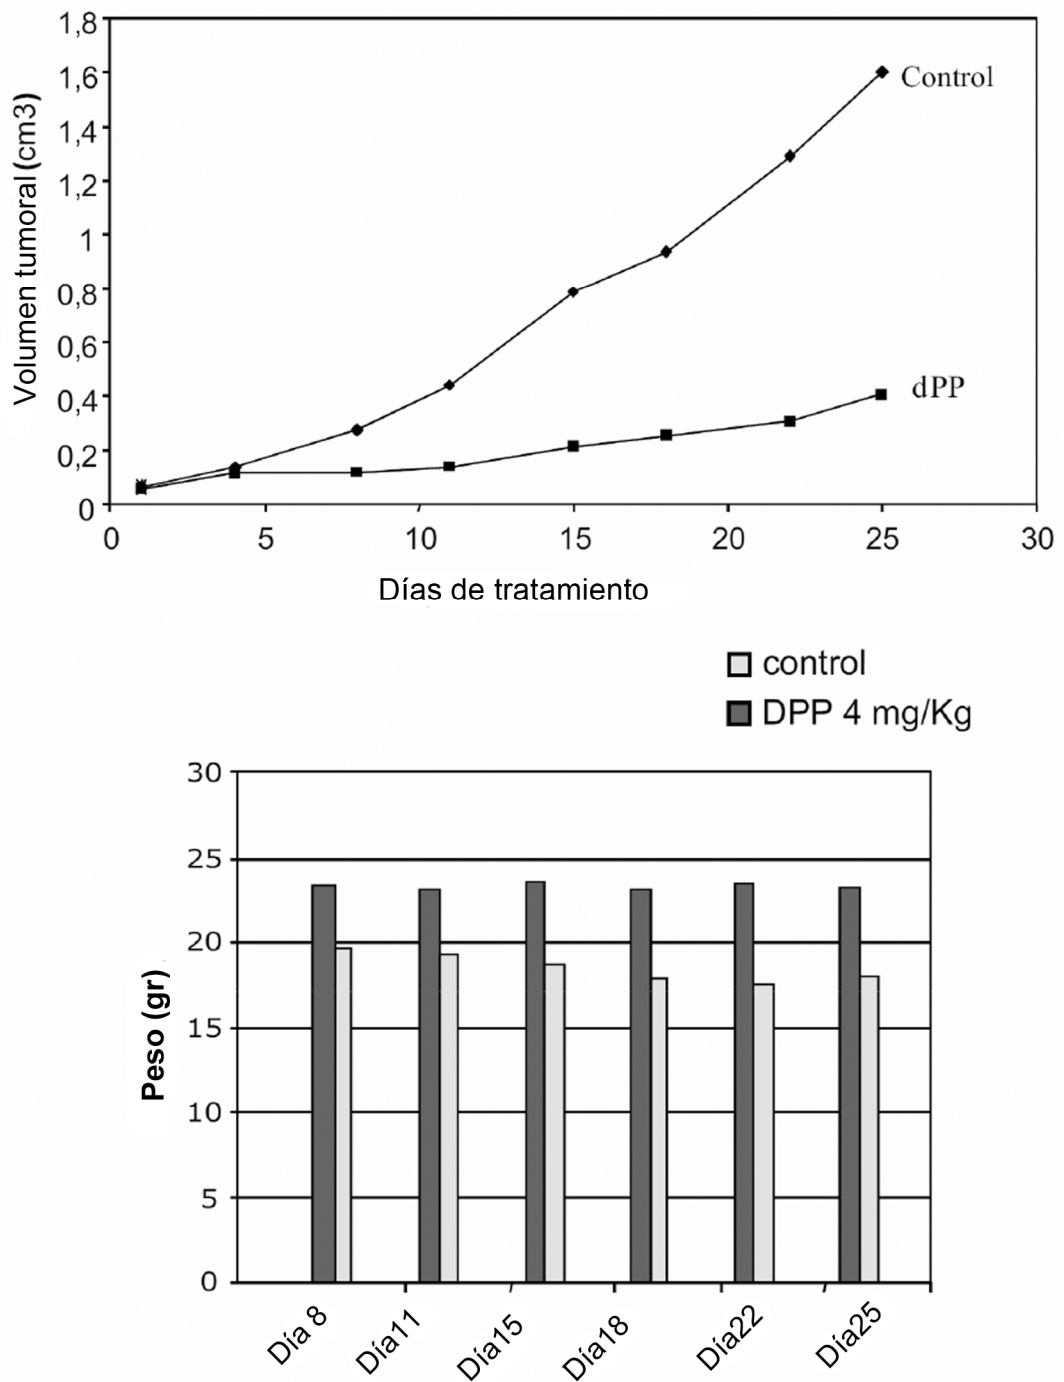 1,8
1,6
1,4
1,2
1
0,8
0,6
0,4
0,2
0
Volumen tumoral (cm3)
Control
dPP
0 5 10 15 20 25 30
Días de tratamiento
control
DPP 4 mg/Kg
30
25
20
15
10
5
0
Peso (gr)
Día 8 Día11 Día15 Día18 Día22 Día25